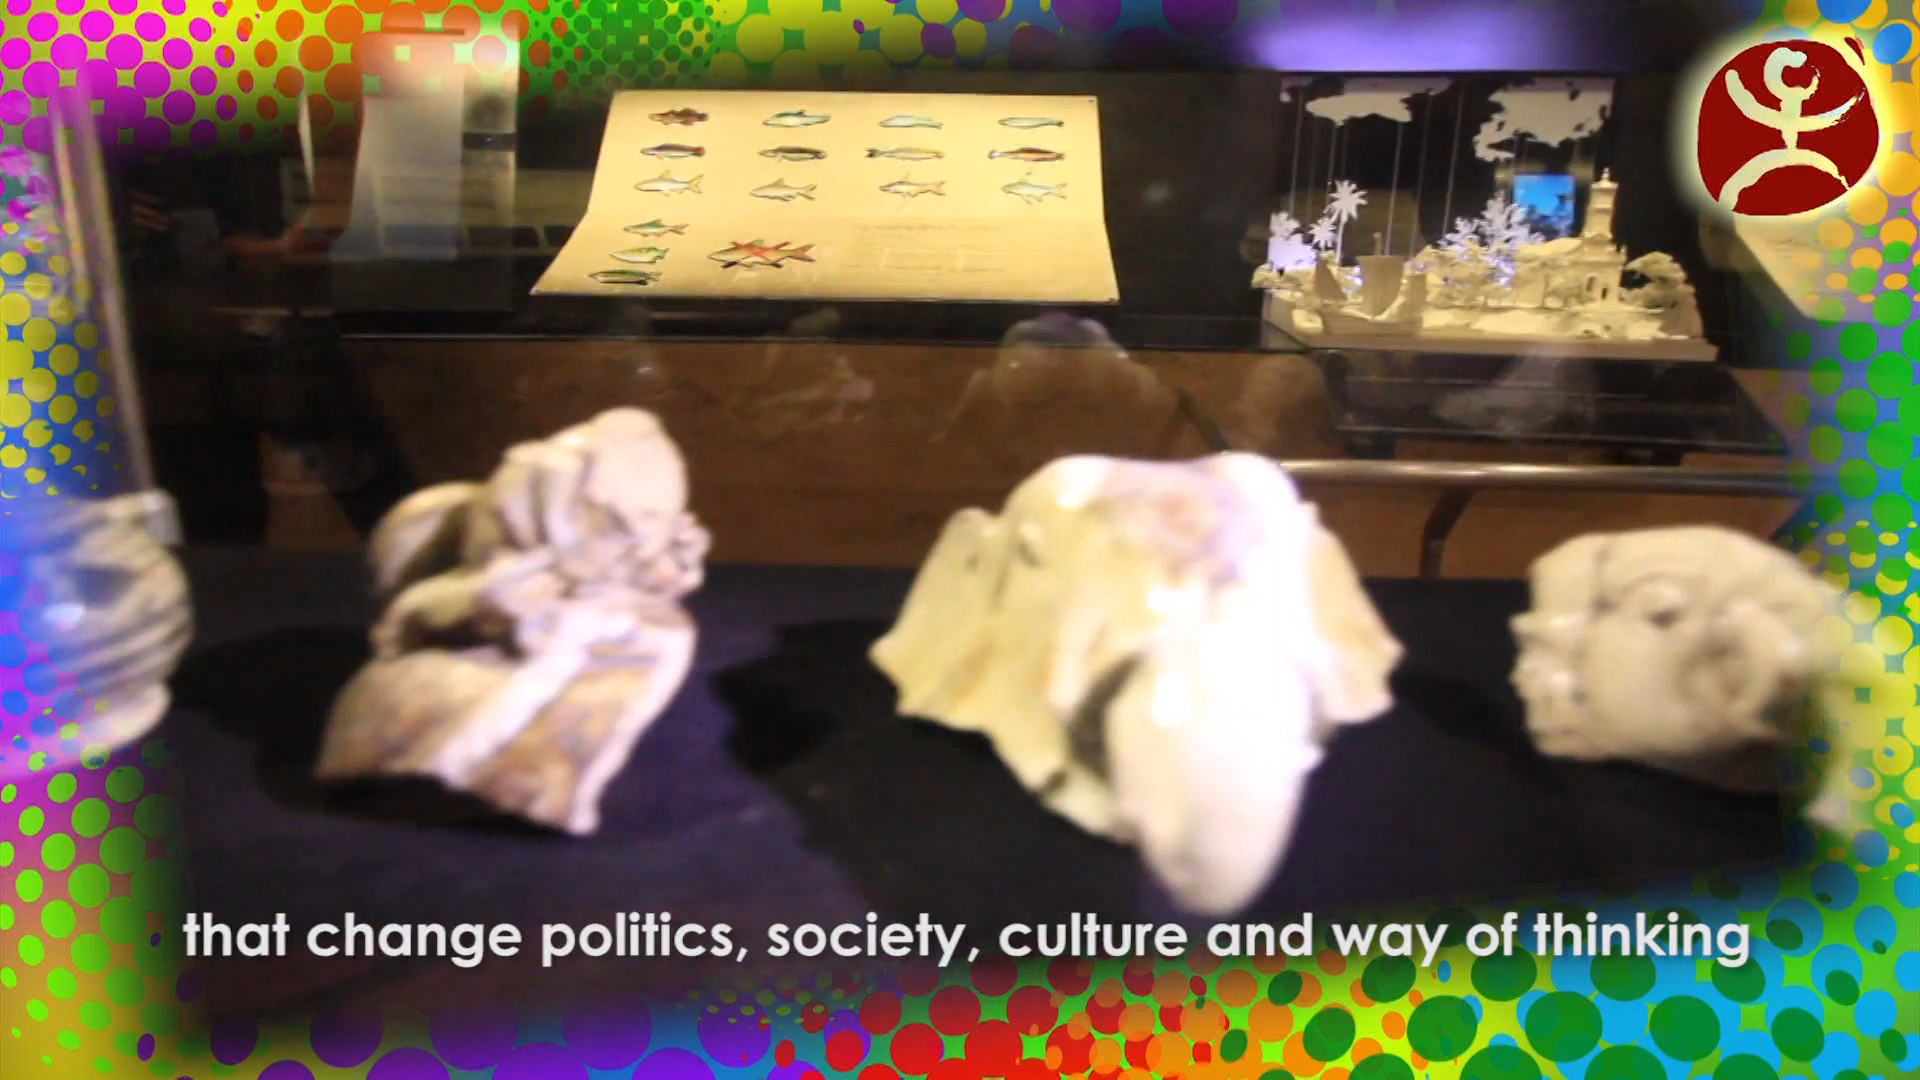 that change politics, society, culture and way of thinking